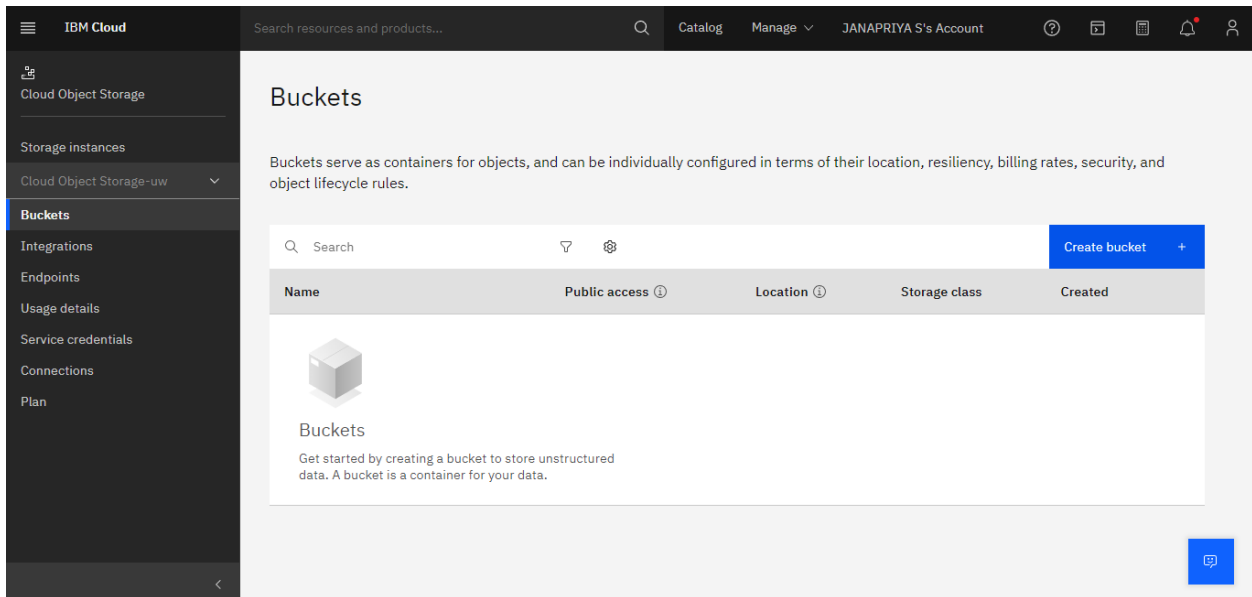 IBM Cloud
Search resources and products...
Catalog
Manage
JANAPRIYA S's Account
Cloud Object Storage
Storage instances
Cloud Object Storage-uw
Buckets
Integrations
Endpoints
Usage details
Service credentials
Connections
Plan
Buckets
Buckets serve as containers for objects, and can be individually configured in terms of their location, resiliency, billing rates, security, and
object lifecycle rules.
Search
Create bucket +
Name
Public access
Location
Storage class
Created
Buckets
Get started by creating a bucket to store unstructured
data. A bucket is a container for your data.